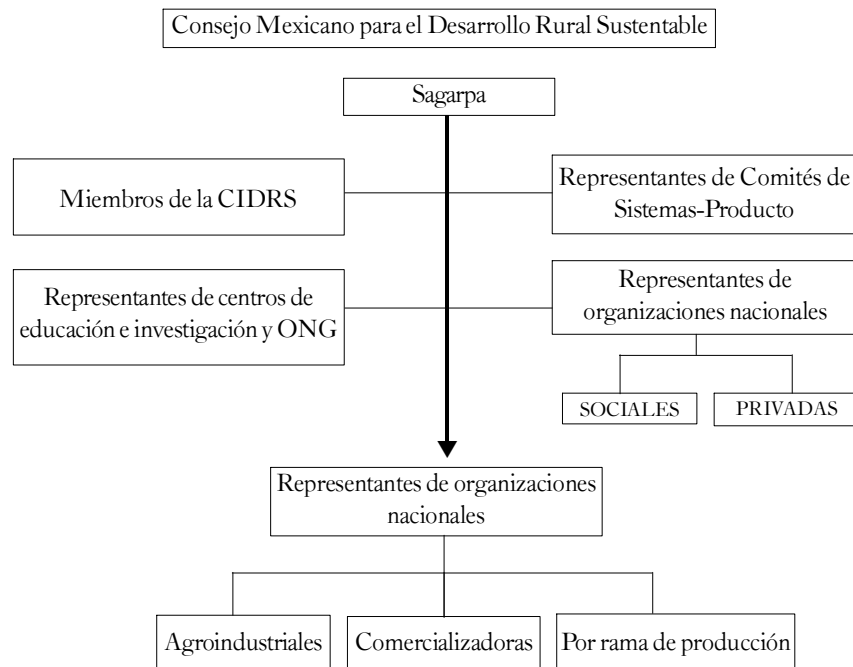 Consejo Mexicano para el Desarrollo Rural Sustentable
Sagarpa
Miembros de la CIDRS
Representantes de Comités de
Sistemas-Producto
Representantes de centros de
educación e investigación y ONG
Representantes de
organizaciones nacionales
SOCIALES
PRIVADAS
Representantes de organizaciones
nacionales
Agroindustriales
Comercializadoras
Por rama de producción